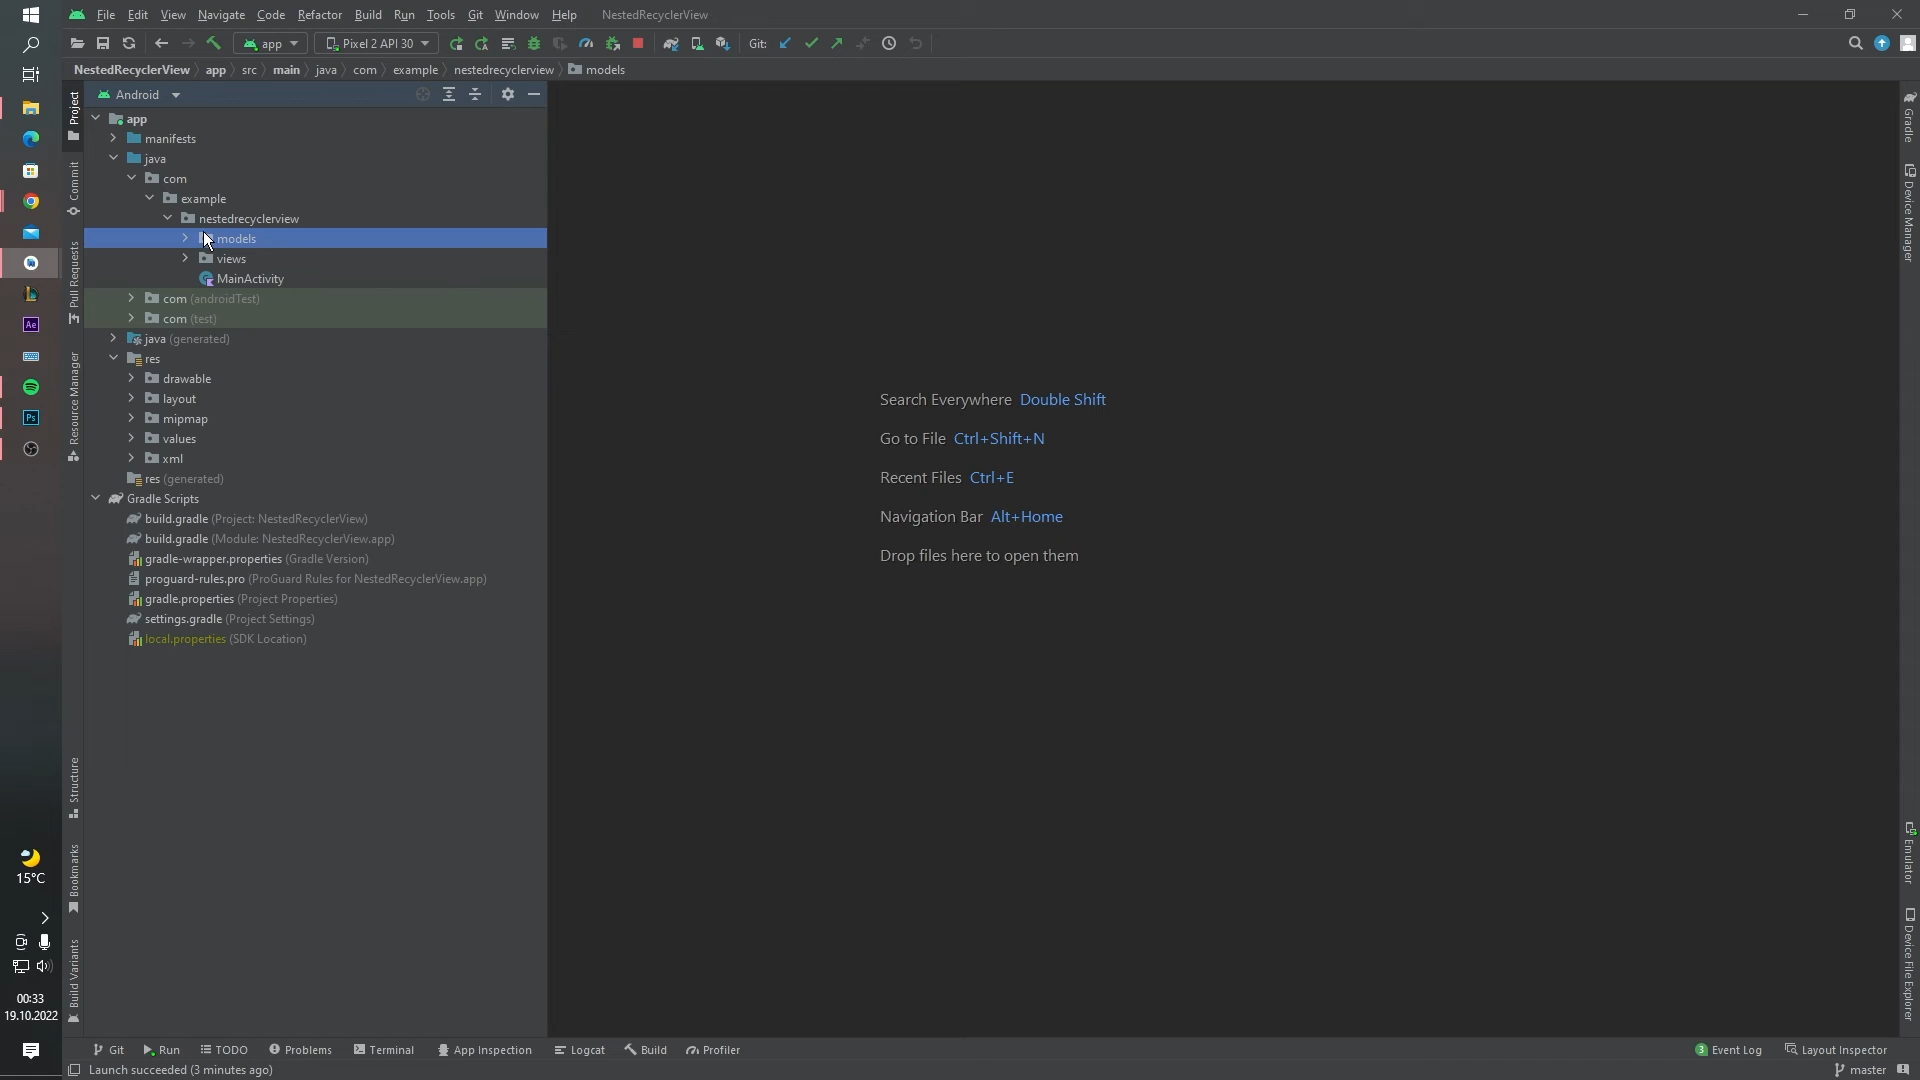 File Edit View Navigate Code Refactor Build Run Tools Git Window Help NestedRecyclerView
app Pixel 2 API 30 Git:
NestedRecyclerView app src main java com example nestedrecyclerview models
Android
app
manifests
java
com
example
nestedrecyclerview
models
views
MainActivity
com (androidTest)
com (test)
java (generated)
res
drawable
layout
mipmap
values
xml
res (generated)
Gradle Scripts
build.gradle (Project: NestedRecyclerView)
build.gradle (Module: NestedRecyclerView.app)
gradle-wrapper.properties (Gradle Version)
proguard-rules.pro (ProGuard Rules for NestedRecyclerView.app)
gradle.properties (Project Properties)
settings.gradle (Project Settings)
local.properties (SDK Location)
Search Everywhere Double Shift
Go to File Ctrl+Shift+N
Recent Files Ctrl+E
Navigation Bar Alt+Home
Drop files here to open them
Project
Commit
Pull Requests
Resource Manager
Structure
Bookmarks
Build Variants
Gradle
Device Manager
Emulator
Device File Explorer
Ae
Ps
15°C
00:33
19.10.2022
Git Run TODO Problems Terminal App Inspection Logcat Build Profiler 3 Event Log Layout Inspector
Launch succeeded (3 minutes ago) master